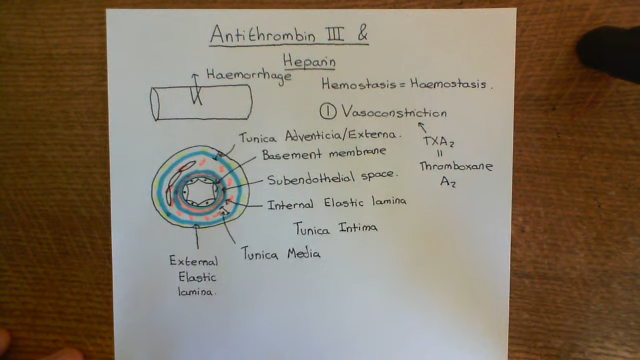 Antithrombin III &
Heparin
Haemorrhage
Hemostasis = Haemostasis.
① Vasoconstriction
TXA2
=
Thromboxane
A2
Tunica Adventicia/Externa.
Basement membrane
Subendothelial space.
Internal Elastic lamina
Tunica Intima
Tunica Media
External
Elastic
lamina.